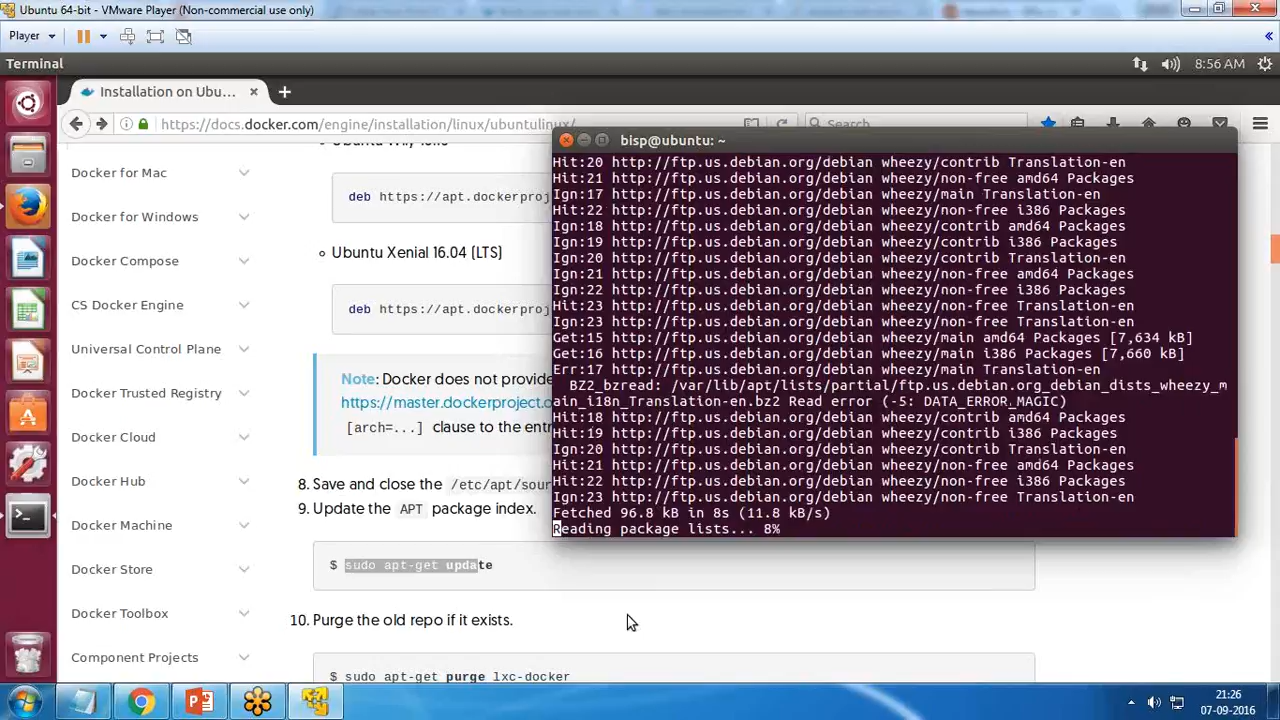 Ubuntu 64-bit - VMware Player (Non-commercial use only)
Player
Terminal
8:56 AM
Installation on Ubu...
https://docs.docker.com/engine/installation/linux/ubuntulinux/
Search
bisp@ubuntu: ~
Hit:20 http://ftp.us.debian.org/debian wheezy/contrib Translation-en
Hit:21 http://ftp.us.debian.org/debian wheezy/non-free amd64 Packages
Ign:17 http://ftp.us.debian.org/debian wheezy/main Translation-en
Hit:22 http://ftp.us.debian.org/debian wheezy/non-free i386 Packages
Ign:18 http://ftp.us.debian.org/debian wheezy/contrib amd64 Packages
Ign:19 http://ftp.us.debian.org/debian wheezy/contrib i386 Packages
Ign:20 http://ftp.us.debian.org/debian wheezy/contrib Translation-en
Ign:21 http://ftp.us.debian.org/debian wheezy/non-free amd64 Packages
Ign:22 http://ftp.us.debian.org/debian wheezy/non-free i386 Packages
Hit:23 http://ftp.us.debian.org/debian wheezy/non-free Translation-en
Ign:23 http://ftp.us.debian.org/debian wheezy/non-free Translation-en
Get:15 http://ftp.us.debian.org/debian wheezy/main amd64 Packages [7,634 kB]
Get:16 http://ftp.us.debian.org/debian wheezy/main i386 Packages [7,660 kB]
Err:17 http://ftp.us.debian.org/debian wheezy/main Translation-en
BZ2_bzread: /var/lib/apt/lists/partial/ftp.us.debian.org_debian_dists_wheezy_m
ain_i18n_Translation-en.bz2 Read error (-5: DATA_ERROR_MAGIC)
Hit:18 http://ftp.us.debian.org/debian wheezy/contrib amd64 Packages
Hit:19 http://ftp.us.debian.org/debian wheezy/contrib i386 Packages
Ign:20 http://ftp.us.debian.org/debian wheezy/contrib Translation-en
Hit:21 http://ftp.us.debian.org/debian wheezy/non-free amd64 Packages
Hit:22 http://ftp.us.debian.org/debian wheezy/non-free i386 Packages
Ign:23 http://ftp.us.debian.org/debian wheezy/non-free Translation-en
Fetched 96.8 kB in 8s (11.8 kB/s)
Reading package lists... 8%
Docker for Mac
Docker for Windows
Docker Compose
CS Docker Engine
Universal Control Plane
Docker Trusted Registry
Docker Cloud
Docker Hub
Docker Machine
Docker Store
Docker Toolbox
Component Projects
deb https://apt.dockerproj
Ubuntu Xenial 16.04 (LTS)
deb https://apt.dockerproj
Note: Docker does not provide
https://master.dockerproject.o
[arch=...] clause to the entr
8. Save and close the /etc/apt/sour
9. Update the APT package index.
$ sudo apt-get update
10. Purge the old repo if it exists.
$ sudo apt-get purge lxc-docker
21:26
07-09-2016